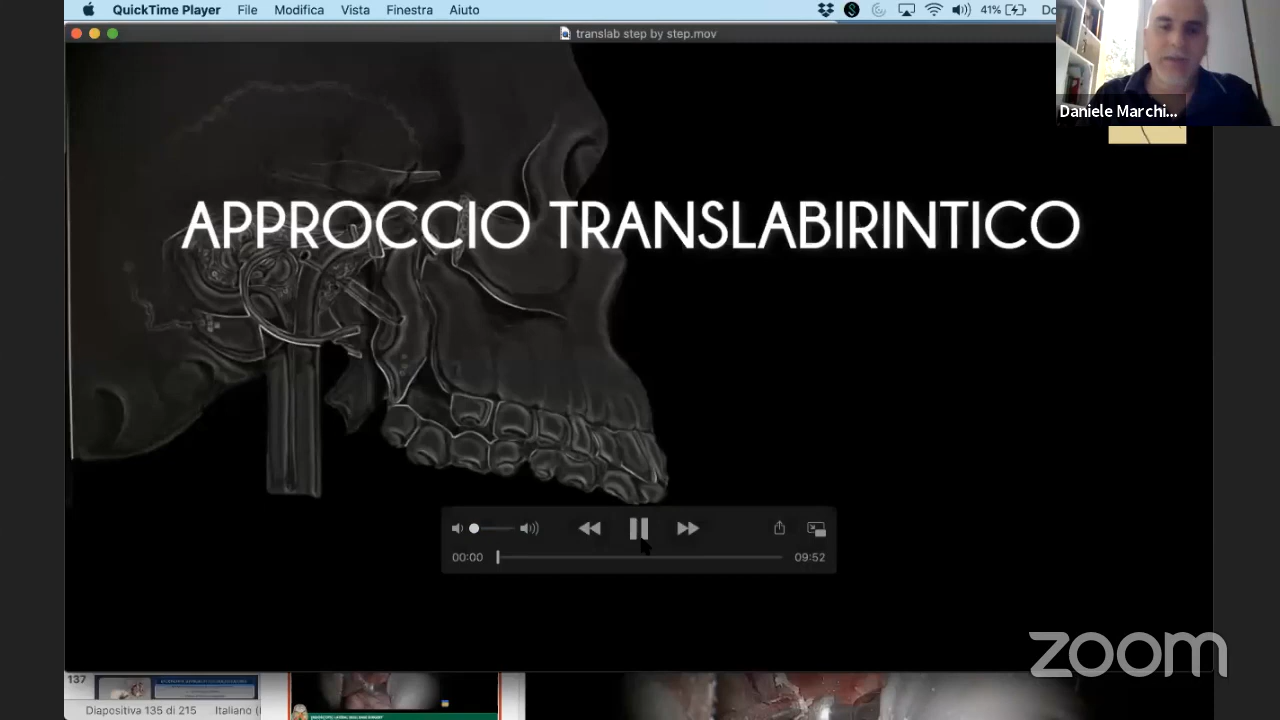 QuickTime Player File Modifica Vista Finestra Aiuto 41%
translab step by step.mov
Daniele Marchi...
APPROCCIO TRANSLABIRINTICO
00:00
09:52
zoom
137
Diapositiva 135 di 215 Italiano (